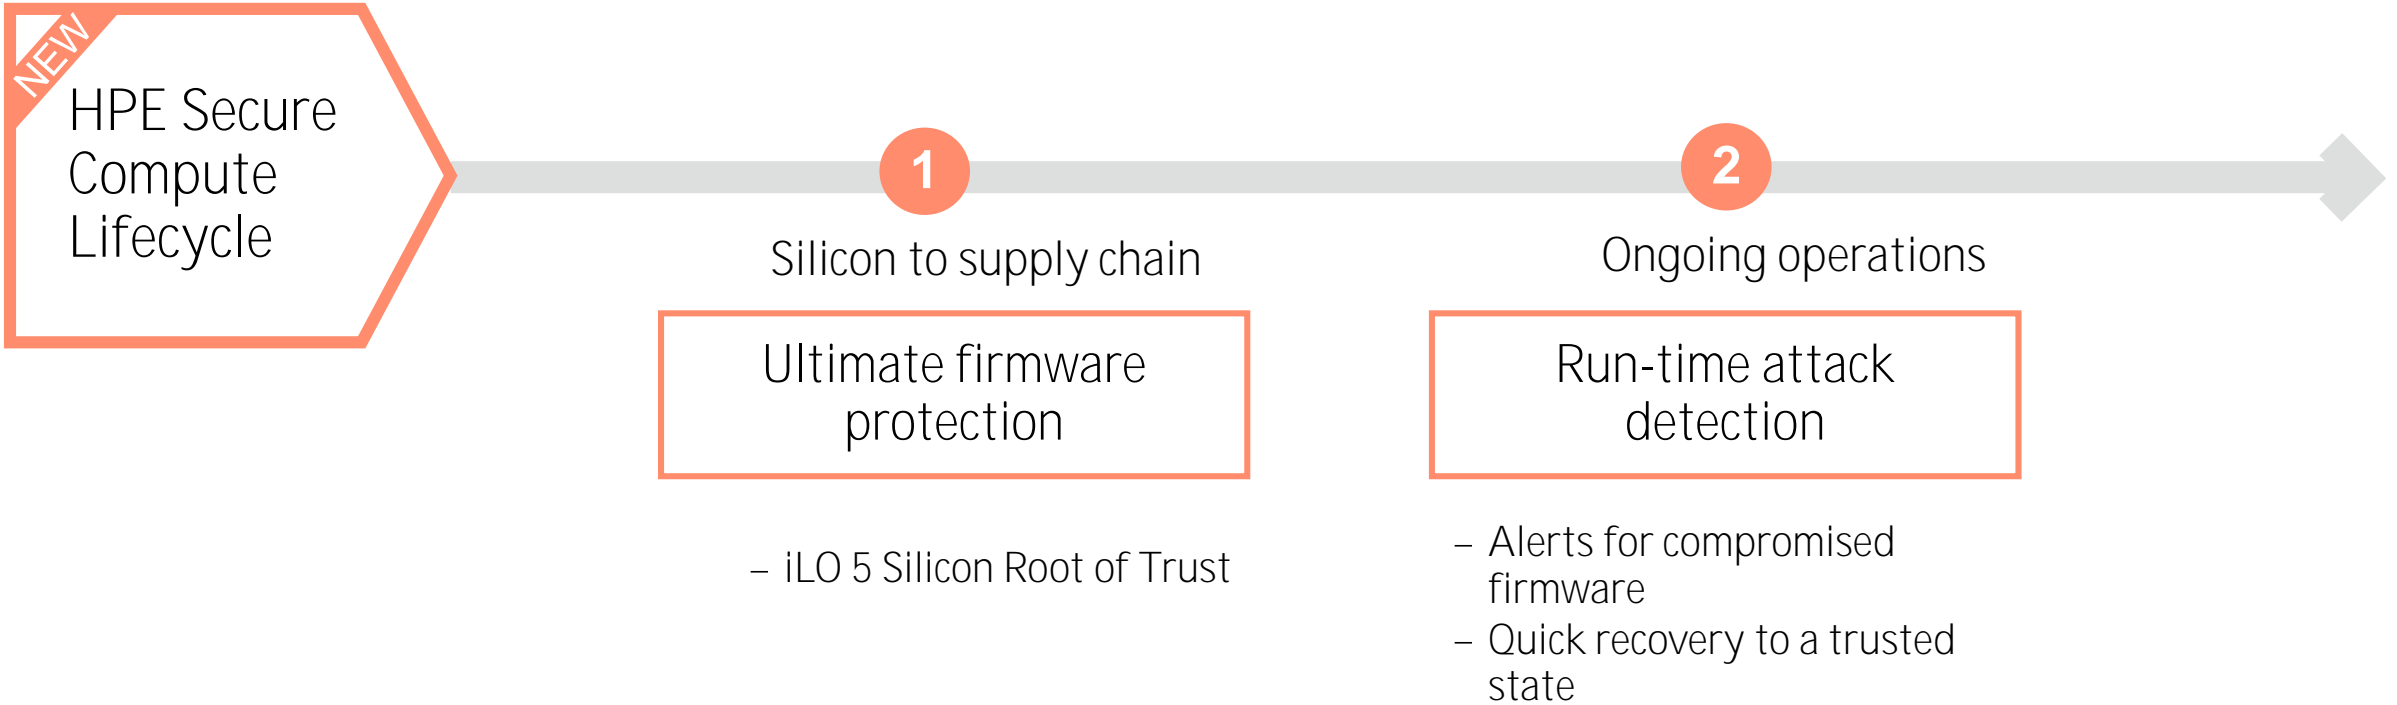 NEW
HPE Secure
Compute
Lifecycle
1
2
Silicon to supply chain
Ongoing operations
Ultimate firmware
protection
Run-time attack
detection
– iLO 5 Silicon Root of Trust
– Alerts for compromised
firmware
– Quick recovery to a trusted
state